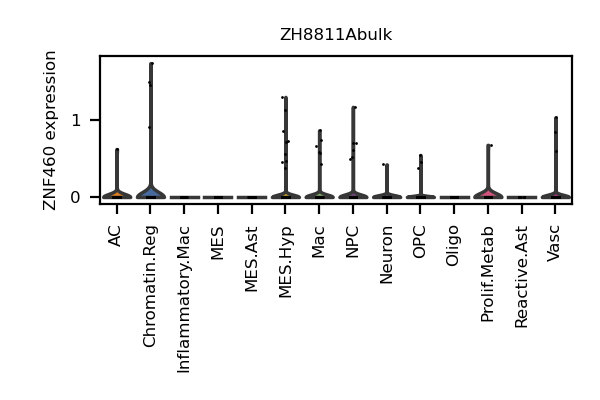 ZH8811Abulk
ZNF460 expression
1
0
AC
Chromatin.Reg
Inflammatory.Mac
MES
MES.Ast
MES.Hyp
Mac
NPC
Neuron
OPC
Oligo
Prolif.Metab
Reactive.Ast
Vasc